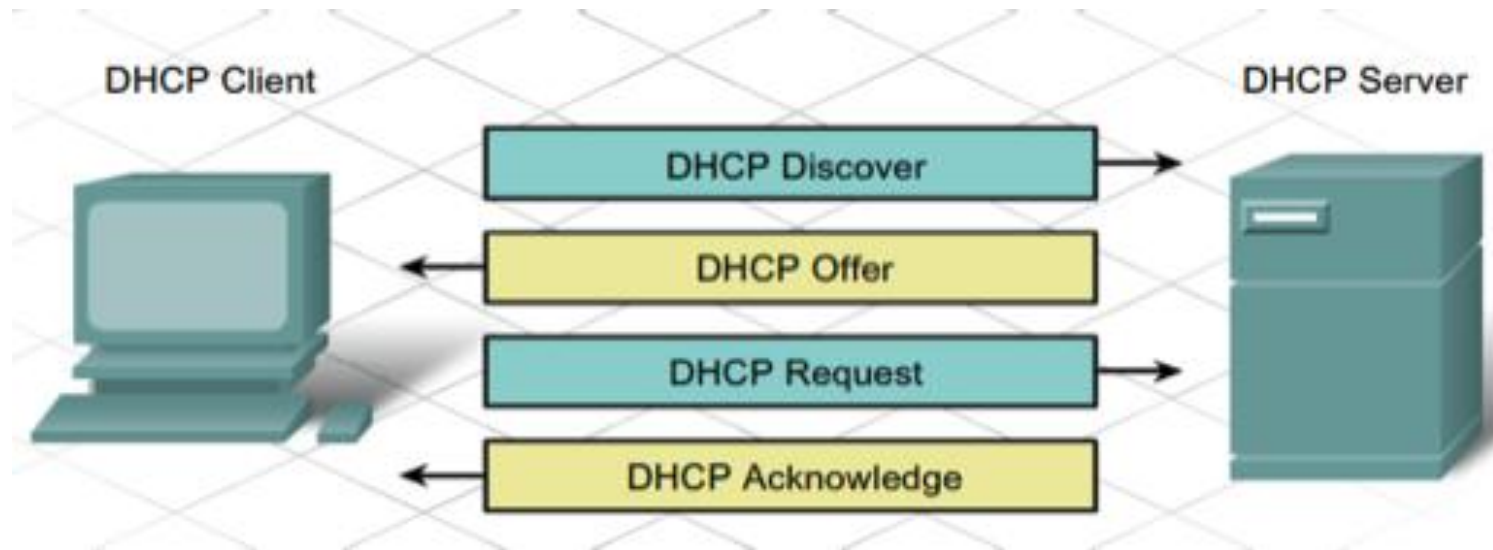 DHCP Client
DHCP Server
DHCP Discover
DHCP Offer
DHCP Request
DHCP Acknowledge